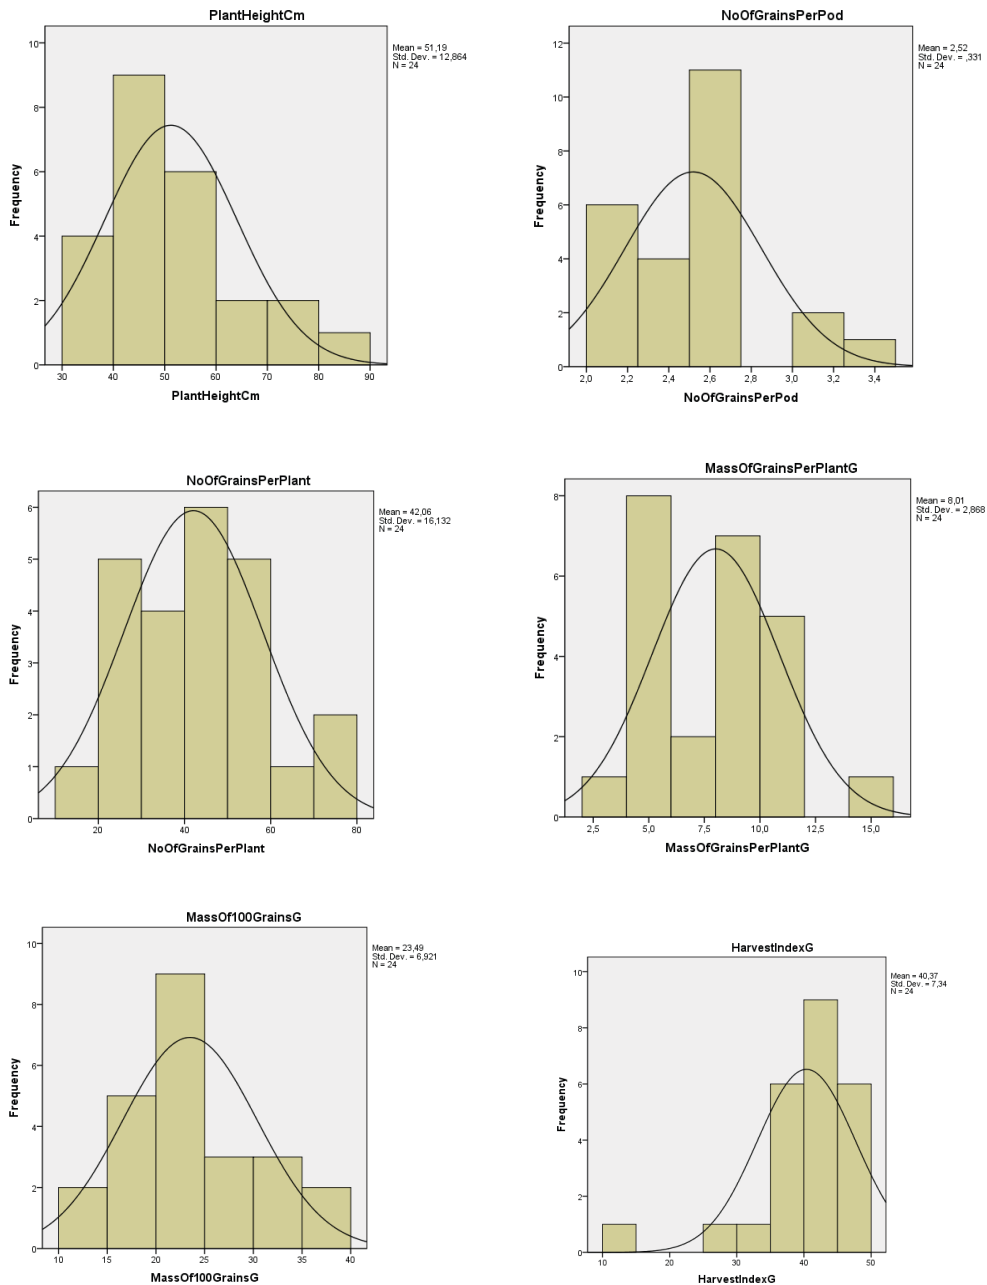 PlantHeightCm
Mean = 51,19
Std. Dev. = 12,864
N = 24
10
8
6
4
2
0
Frequency
30 40 50 60 70 80 90
PlantHeightCm
NoOfGrainsPerPod
Mean = 2,52
Std. Dev. = ,331
N = 24
12
10
8
6
4
2
0
Frequency
2,0 2,2 2,4 2,6 2,8 3,0 3,2 3,4
NoOfGrainsPerPod
NoOfGrainsPerPlant
Mean = 42,06
Std. Dev. = 16,132
N = 24
6
5
4
3
2
1
0
Frequency
20 40 60 80
NoOfGrainsPerPlant
MassOfGrainsPerPlantG
Mean = 8,01
Std. Dev. = 2,868
N = 24
8
6
4
2
0
Frequency
2,5 5,0 7,5 10,0 12,5 15,0
MassOfGrainsPerPlantG
MassOf100GrainsG
Mean = 23,49
Std. Dev. = 6,921
N = 24
10
8
6
4
2
0
Frequency
10 15 20 25 30 35 40
MassOf100GrainsG
HarvestIndexG
Mean = 40,37
Std. Dev. = 7,34
N = 24
10
8
6
4
2
0
Frequency
10 20 30 40 50
HarvestIndexG